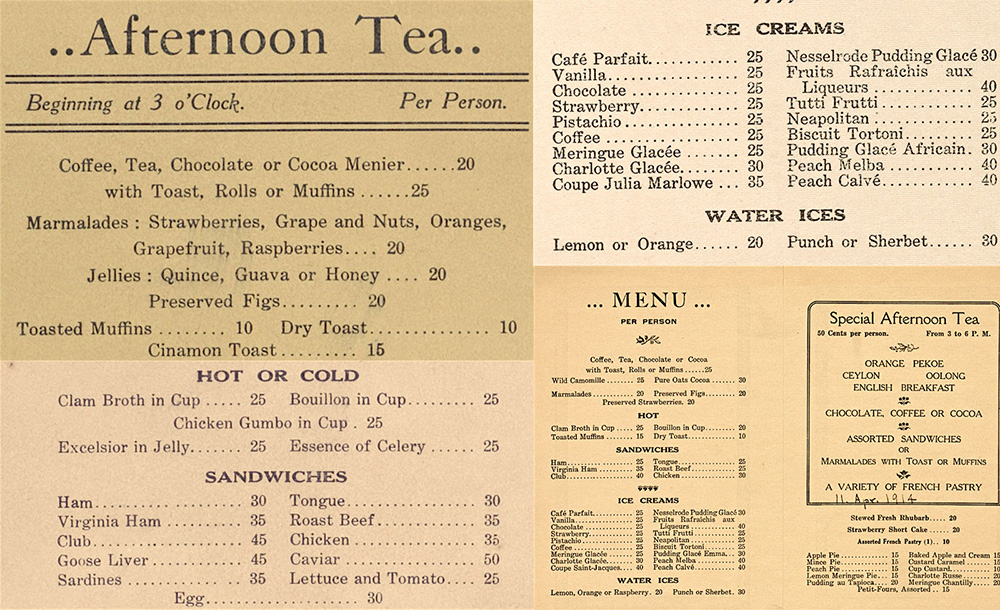 ..Afternoon Tea..
Beginning at 3 o'Clock. Per Person.
Coffee, Tea, Chocolate or Cocoa Menier......20
with Toast, Rolls or Muffins ......25
Marmalades : Strawberries, Grape and Nuts, Oranges,
Grapefruit, Raspberries.... 20
Jellies : Quince, Guava or Honey .... 20
Preserved Figs......... 20
Toasted Muffins ........ 10 Dry Toast............... 10
Cinamon Toast ......... 15
HOT OR COLD
Clam Broth in Cup ..... 25 Bouillon in Cup......... 25
Chicken Gumbo in Cup . 25
Excelsior in Jelly....... 25 Essence of Celery ...... 25
SANDWICHES
Ham.................... 30 Tongue.................. 30
Virginia Ham .......... 35 Roast Beef.............. 35
Club.................... 45 Chicken ................ 35
Goose Liver ............ 45 Caviar .................. 50
Sardines ............... 35 Lettuce and Tomato.... 25
Egg.................... 30
ICE CREAMS
Café Parfait............ 25 Nesselrode Pudding Glacé 30
Vanilla................. 25 Fruits Rafraichis aux
Chocolate .............. 25 Liqueurs ........... 40
Strawberry.............. 25 Tutti Frutti ............ 25
Pistachio ............... 25 Neapolitan ............. 25
Coffee .................. 25 Biscuit Tortoni.......... 25
Meringue Glacée ....... 25 Pudding Glacé Africain. 30
Charlotte Glacée........ 30 Peach Melba ........... 40
Coupe Julia Marlowe ... 35 Peach Calvé............. 40
WATER ICES
Lemon or Orange...... 20 Punch or Sherbet...... 30
... MENU ...
PER PERSON
Coffee, Tea, Chocolate or Cocoa
with Toast, Rolls or Muffins ......25
Wild Camomille ........ 25 Pure Oats Cocoa ...... 30
Marmalades ........... 20 Preserved Figs......... 20
Preserved Strawberries. 20
HOT
Clam Broth in Cup ..... 25 Bouillon in Cup........ 20
Toasted Muffins ....... 15 Dry Toast.............. 10
SANDWICHES
Ham.................... 25 Tongue................. 25
Virginia Ham .......... 35 Roast Beef............. 25
Club................... 40 Chicken ............... 30
ICE CREAMS
Café Parfait........... 25 Nesselrode Pudding Glacé 30
Vanilla................ 25 Fruits Rafraichis aux
Chocolate ............. 25 Liqueurs ........... 40
Strawberry............. 25 Tutti Frutti .......... 25
Pistachio ............. 25 Neapolitan ............ 25
Coffee ................ 25 Biscuit Tortoni........ 25
Meringue Glacée ....... 25 Pudding Glacé Emma.. 30
Charlotte Glacée....... 30 Peach Melba ........... 40
Coupe Saint-Jacques.... 40 Peach Calvé............ 40
WATER ICES
Lemon, Orange or Raspberry. 20 Punch or Sherbet. 30
Special Afternoon Tea
50 Cents per person. From 3 to 6 P. M.
ORANGE PEKOE
CEYLON OOLONG
ENGLISH BREAKFAST
CHOCOLATE, COFFEE OR COCOA
ASSORTED SANDWICHES
OR
MARMALADES WITH TOAST OR MUFFINS
A VARIETY OF FRENCH PASTRY
11. Apr. 1914
Stewed Fresh Rhubarb..... 20
Strawberry Short Cake ..... 20
Assorted French Pastry (1). . 10
Apple Pie............... 15 Baked Apple and Cream 15
Mince Pie............... 15 Custard Caramel ....... 15
Peach Pie............... 15 Cup Custard............ 10
Lemon Meringue Pie.... 15 Charlotte Russe ....... 20
Pudding au Tapioca..... 20 Meringue Chantilly..... 20
Petit-Fours, Assorted .. 15